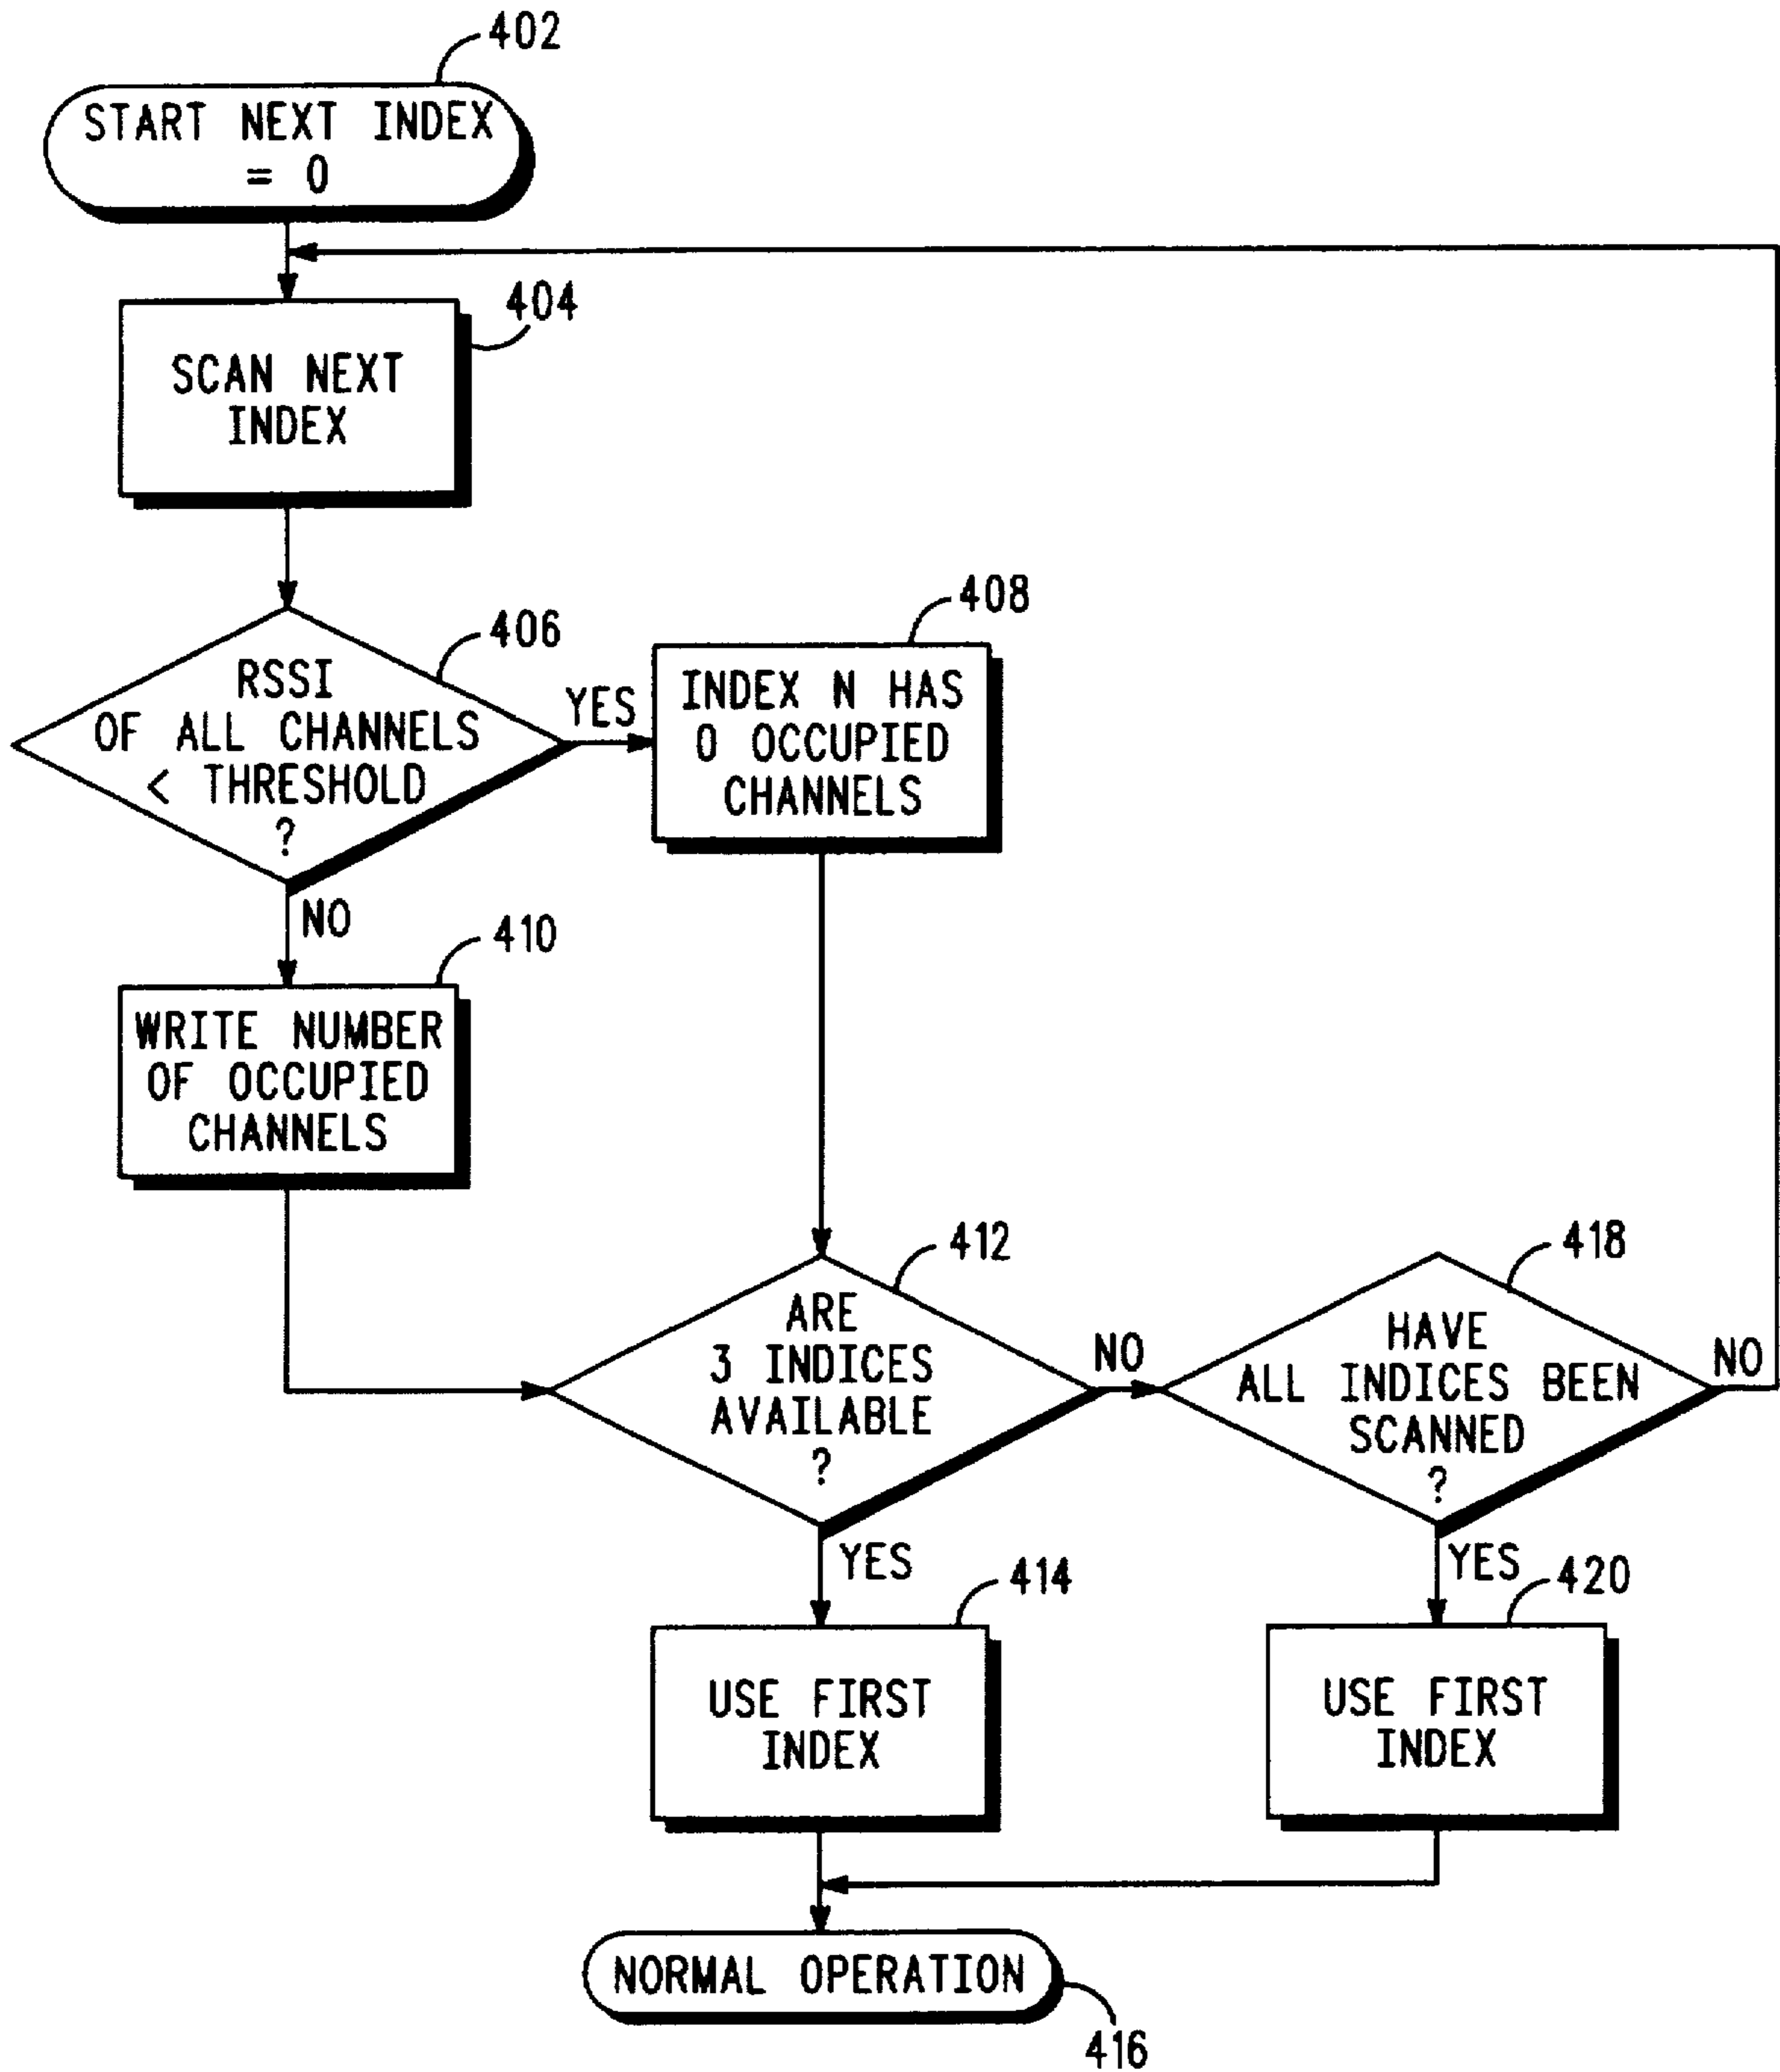 402
START NEXT INDEX
= 0
404
SCAN NEXT
INDEX
406
RSSI
OF ALL CHANNELS
< THRESHOLD
?
YES
NO
408
INDEX N HAS
0 OCCUPIED
CHANNELS
410
WRITE NUMBER
OF OCCUPIED
CHANNELS
412
ARE
3 INDICES
AVAILABLE
?
NO
YES
418
HAVE
ALL INDICES BEEN
SCANNED
?
NO
YES
414
USE FIRST
INDEX
420
USE FIRST
INDEX
NORMAL OPERATION
416